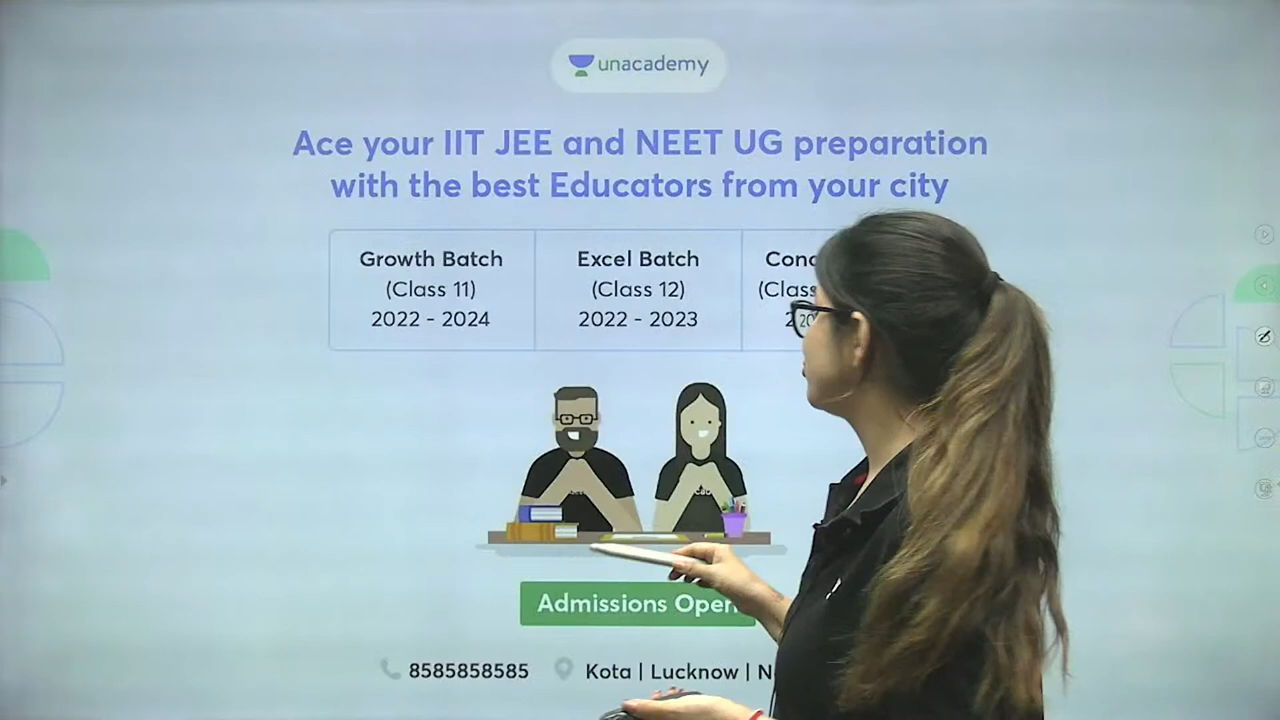 unacademy
Ace your IIT JEE and NEET UG preparation
with the best Educators from your city
Growth Batch
(Class 11)
2022 - 2024
Excel Batch
(Class 12)
2022 - 2023
(Class
Admissions Open
8585858585
Kota | Lucknow |